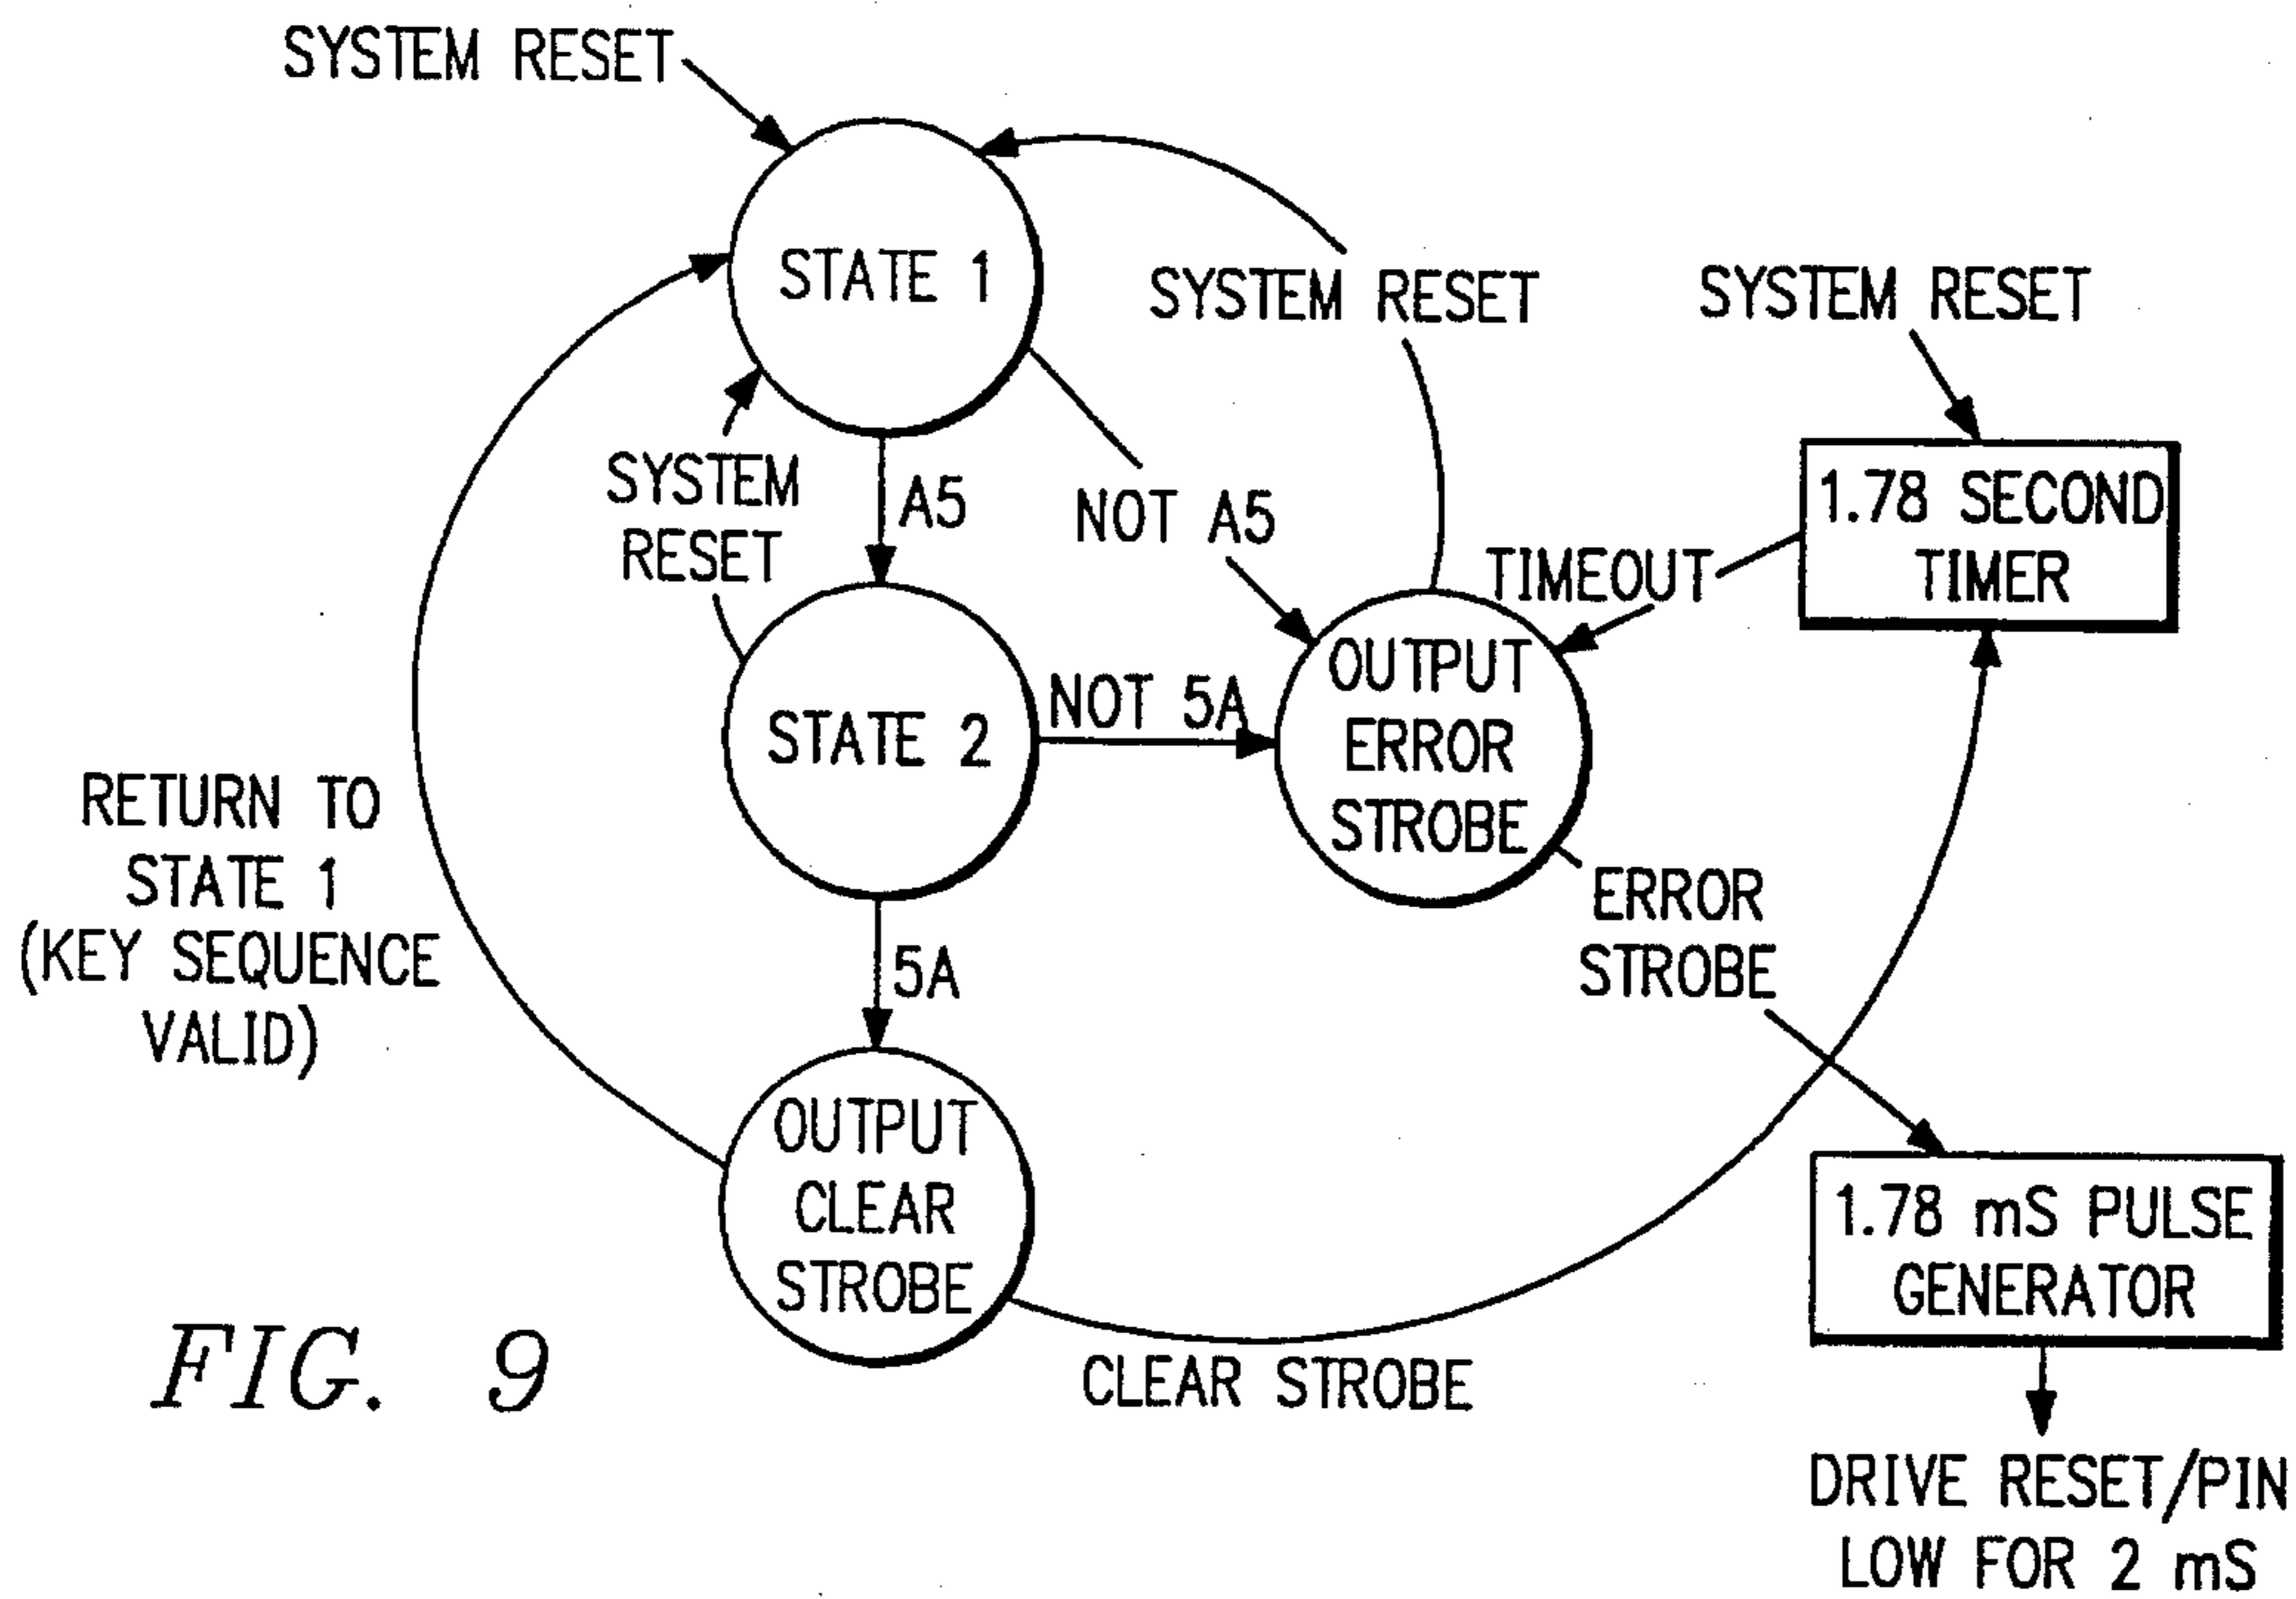 SYSTEM RESET
STATE 1
SYSTEM RESET
SYSTEM RESET
SYSTEM
RESET
A5
NOT A5
1.78 SECOND
TIMER
TIMEOUT
STATE 2
NOT 5A
OUTPUT
ERROR
STROBE
RETURN TO
STATE 1
(KEY SEQUENCE
VALID)
5A
ERROR
STROBE
OUTPUT
CLEAR
STROBE
1.78 mS PULSE
GENERATOR
CLEAR STROBE
DRIVE RESET/PIN
LOW FOR 2 mS
FIG. 9